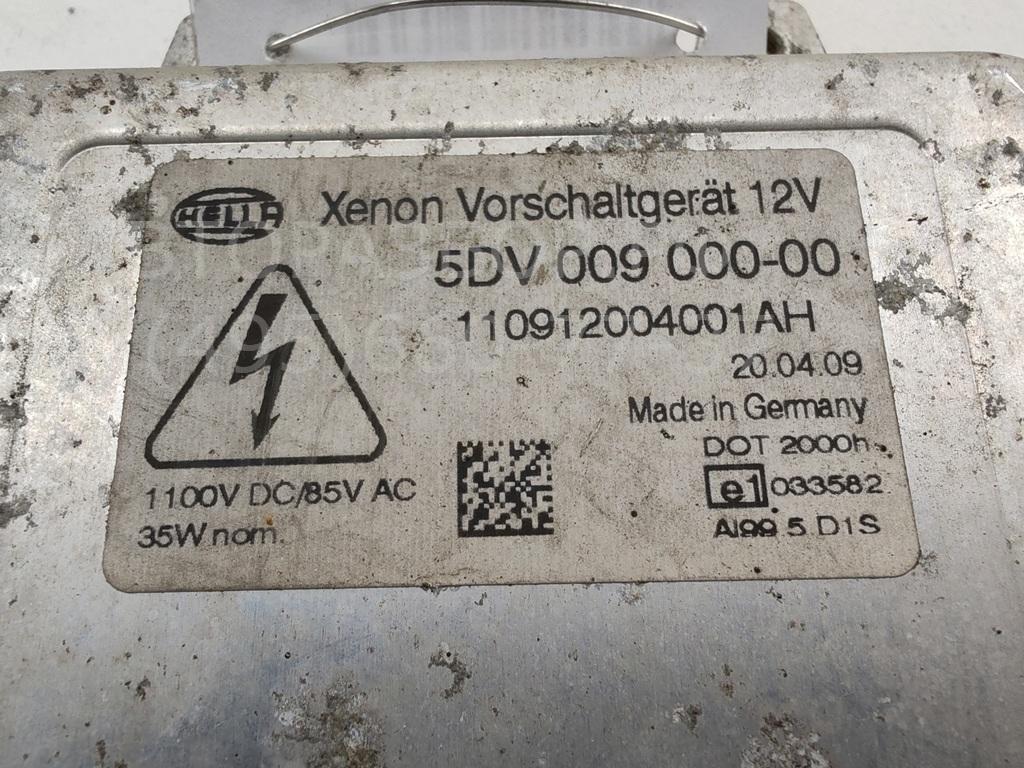 HELLA
Xenon Vorschaltgerät 12V
5DV 009 000-00
110912004001AH
20.04.09
Made in Germany
DOT 2000h
e1 033582
1100V DC/85V AC
35W nom.
AI99 5 D1S